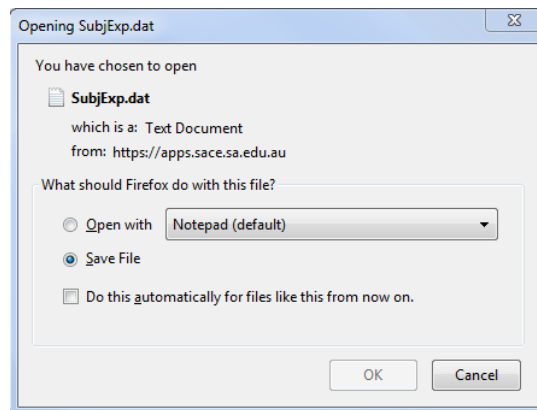 Opening SubjExp.dat
You have chosen to open
SubjExp.dat
which is a: Text Document
from: https://apps.sace.sa.edu.au
What should Firefox do with this file?
Open with Notepad (default)
Save File
Do this automatically for files like this from now on.
OK Cancel